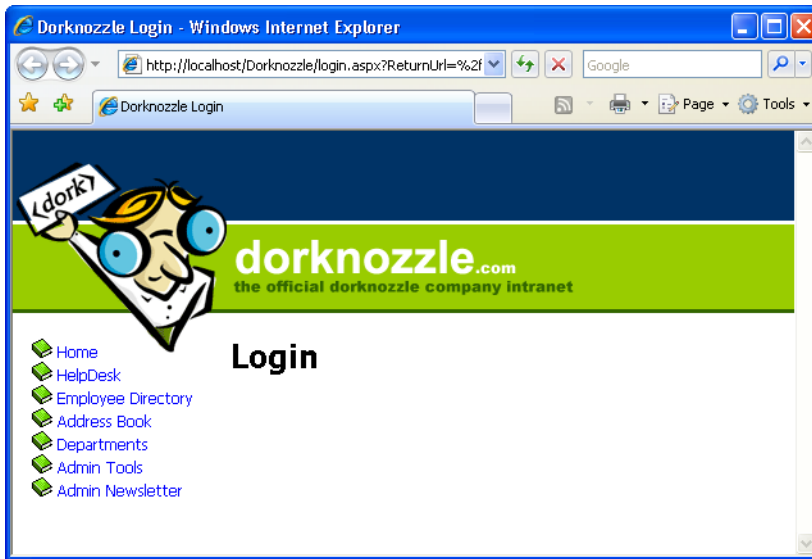 Dorknozzle Login - Windows Internet Explorer
http://localhost/Dorknozzle/login.aspx?ReturnUrl=%2f
Google
Dorknozzle Login
Page
Tools
<dork>
dorknozzle.com
the official dorknozzle company intranet
Home
HelpDesk
Employee Directory
Address Book
Departments
Admin Tools
Admin Newsletter
Login